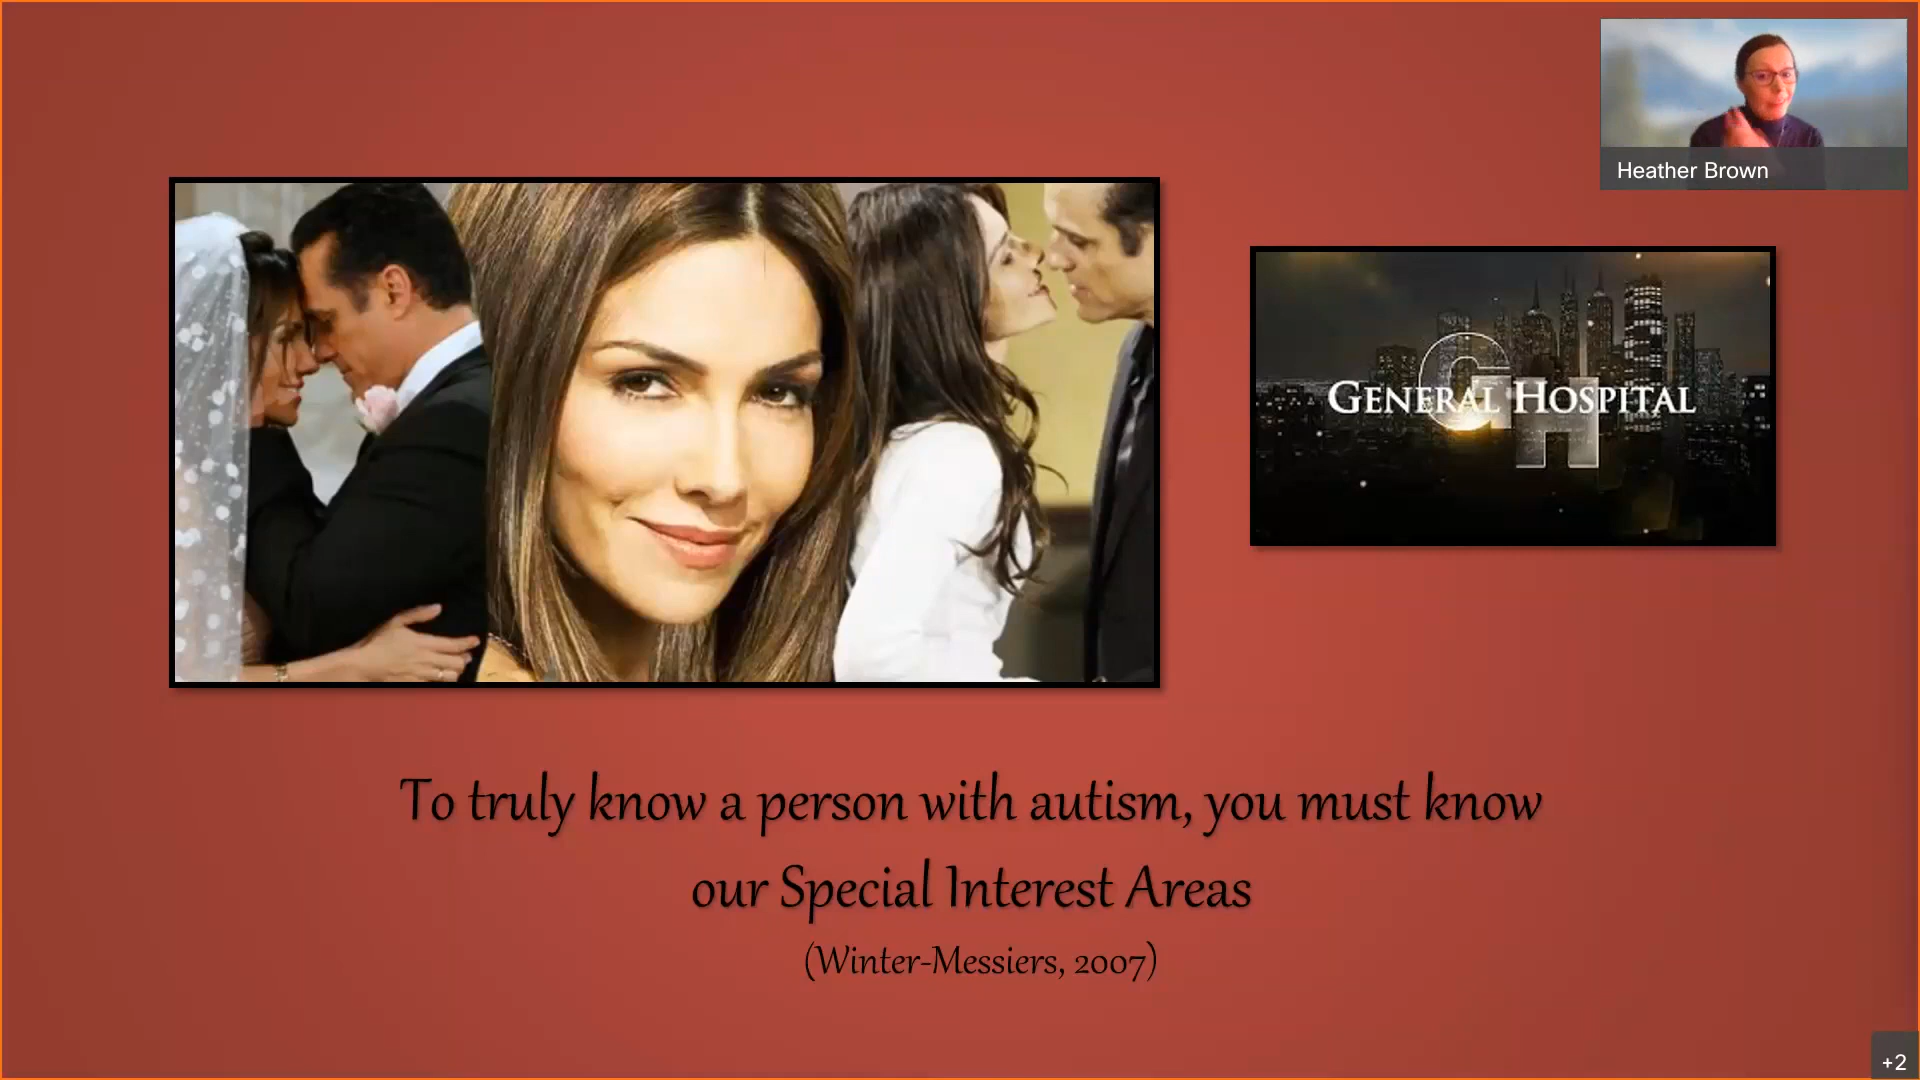 Heather Brown
GENERAL HOSPITAL
GH
To truly know a person with autism, you must know
our Special Interest Areas
(Winter-Messiers, 2007)
+2